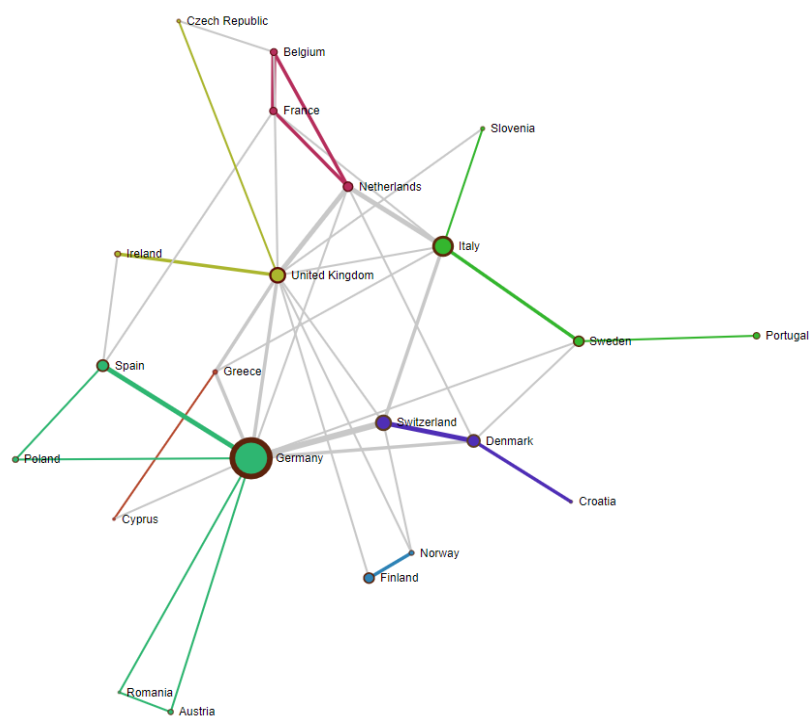 Czech Republic
Belgium
France
Slovenia
Netherlands
Italy
Ireland
United Kingdom
Portugal
Sweden
Spain
Greece
Switzerland
Denmark
Poland
Germany
Croatia
Cyprus
Norway
Finland
Romania
Austria